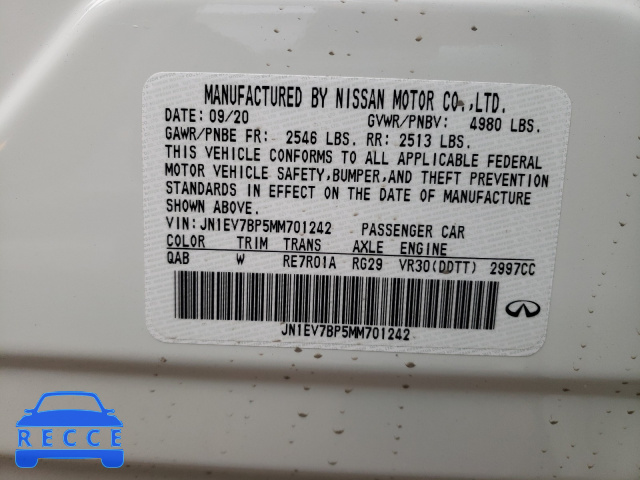 MANUFACTURED BY NISSAN MOTOR CO.,LTD.
DATE: 09/20 GVWR/PNBV: 4980 LBS.
GAWR/PNBE FR: 2546 LBS. RR: 2513 LBS.
THIS VEHICLE CONFORMS TO ALL APPLICABLE FEDERAL
MOTOR VEHICLE SAFETY,BUMPER,AND THEFT PREVENTION
STANDARDS IN EFFECT ON THE DATE OF MANUFACTURE
SHOWN ABOVE.
VIN:JN1EV7BP5MM701242 PASSENGER CAR
COLOR TRIM TRANS AXLE ENGINE
QAB W RE7R01A RG29 VR30(DDTT) 2997CC
JN1EV7BP5MM701242
RECCE